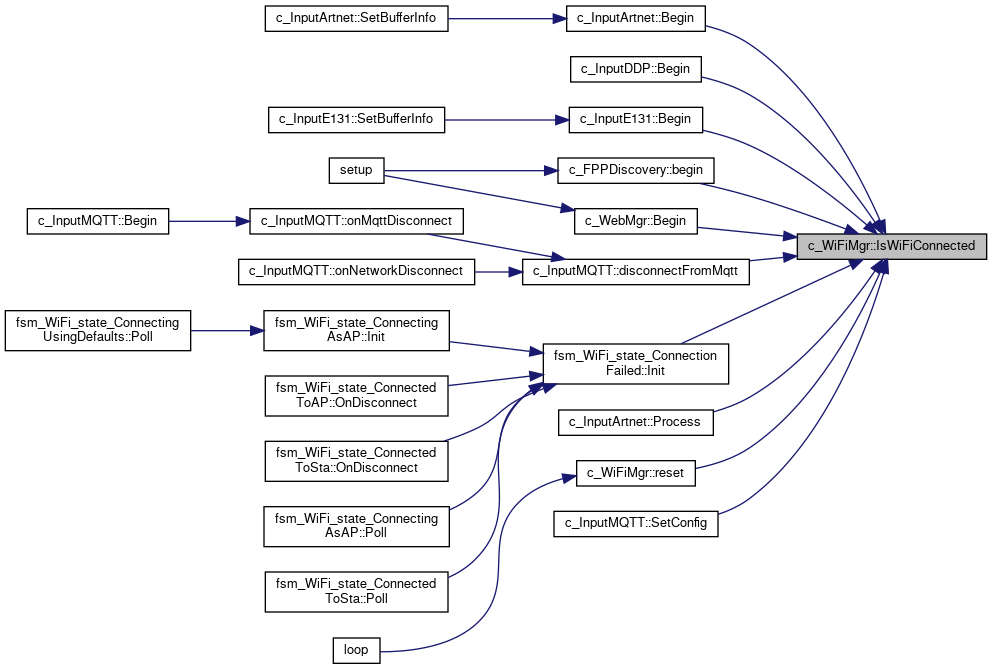 c_InputArtnet::SetBufferInfo
c_InputArtnet::Begin
c_InputDDP::Begin
c_InputE131::SetBufferInfo
c_InputE131::Begin
setup
c_FPPDiscovery::begin
c_InputMQTT::Begin
c_InputMQTT::onMqttDisconnect
c_WebMgr::Begin
c_WiFiMgr::IsWiFiConnected
c_InputMQTT::onNetworkDisconnect
c_InputMQTT::disconnectFromMqtt
fsm_WiFi_state_Connecting
UsingDefaults::Poll
fsm_WiFi_state_Connecting
AsAP::Init
fsm_WiFi_state_Connection
Failed::Init
fsm_WiFi_state_Connected
ToAP::OnDisconnect
c_InputArtnet::Process
fsm_WiFi_state_Connected
ToSta::OnDisconnect
c_WiFiMgr::reset
fsm_WiFi_state_Connecting
AsAP::Poll
c_InputMQTT::SetConfig
fsm_WiFi_state_Connected
ToSta::Poll
loop